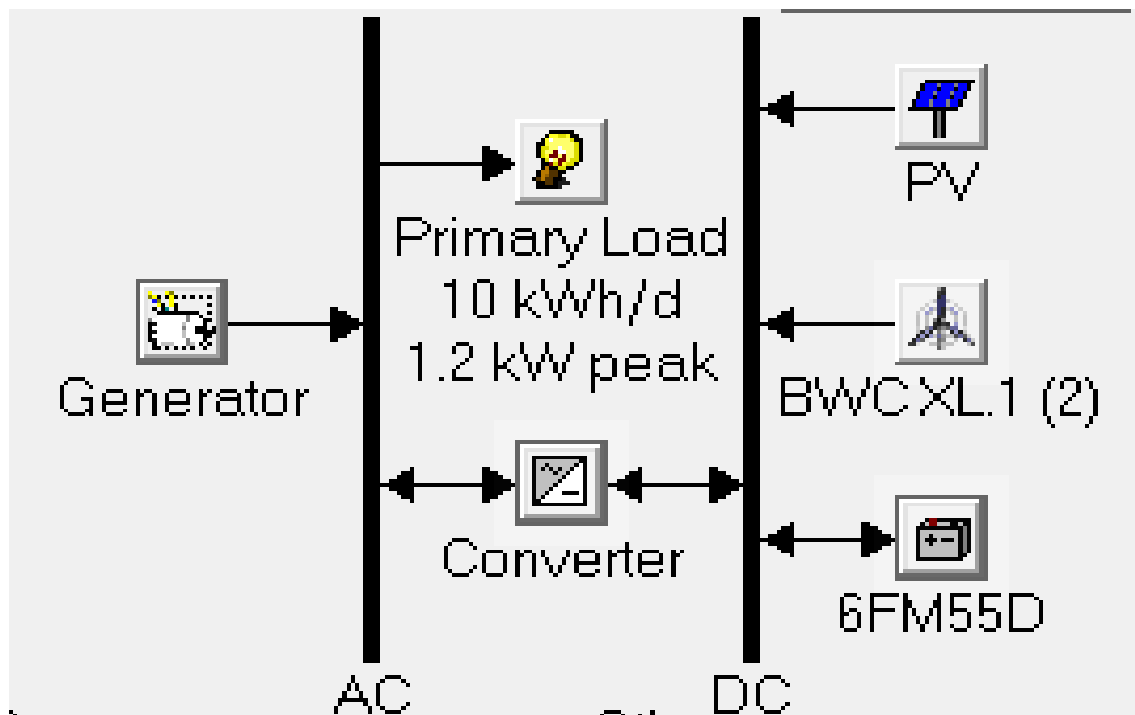 PV
Primary Load
10 kWh/d
1.2 kW peak
Generator
BWC XL.1 (2)
Converter
6FM55D
AC
DC